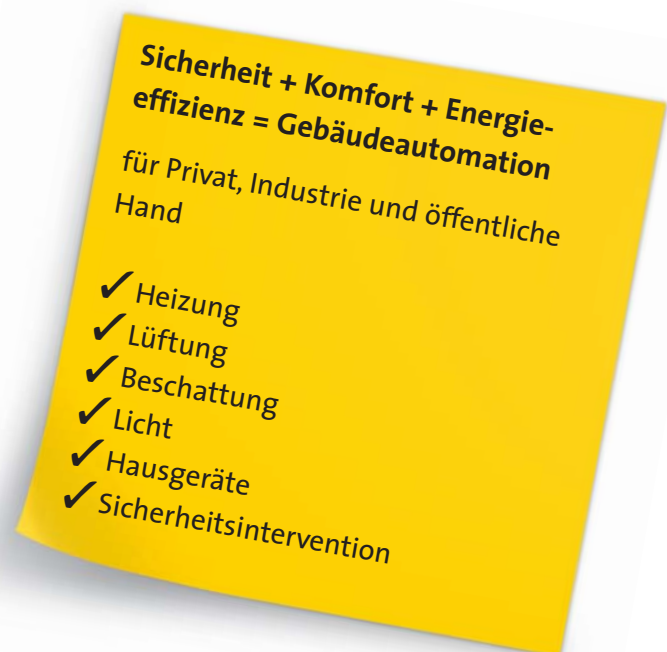 Sicherheit + Komfort + Energie-
effizienz = Gebäudeautomation
für Privat, Industrie und öffentliche
Hand
✓ Heizung
✓ Lüftung
✓ Beschattung
✓ Licht
✓ Hausgeräte
✓ Sicherheitsintervention